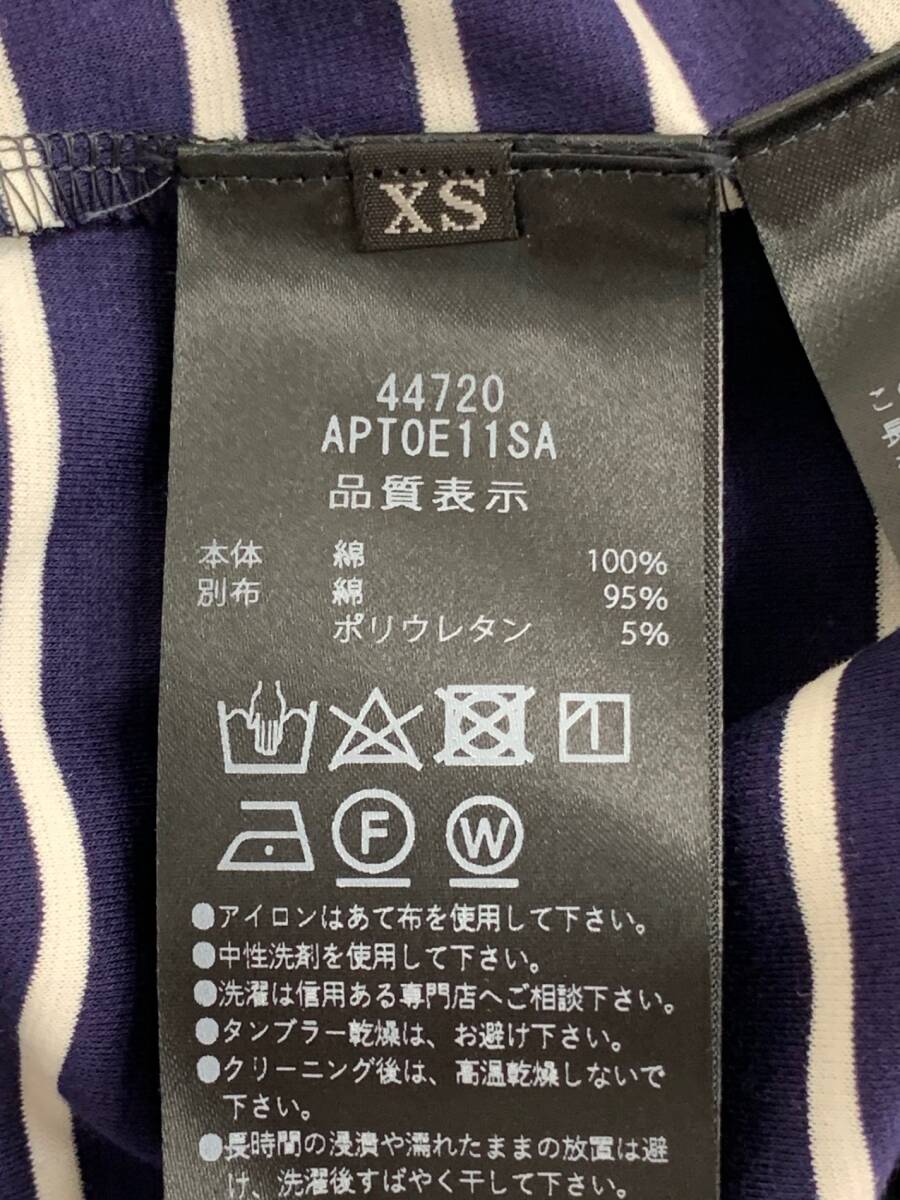 XS
44720
APTOE11SA
品質表示
本体 綿 100%
別布 綿 95%
ポリウレタン 5%
F W
●アイロンはあて布を使用して下さい。
●中性洗剤を使用して下さい。
●洗濯は信用ある専門店へご相談下さい。
●タンブラー乾燥は、お避け下さい。
●クリーニング後は、高温乾燥しないで
下さい。
●長時間の浸漬や濡れたままの放置は避
け、洗濯後すばやく干して下さい。